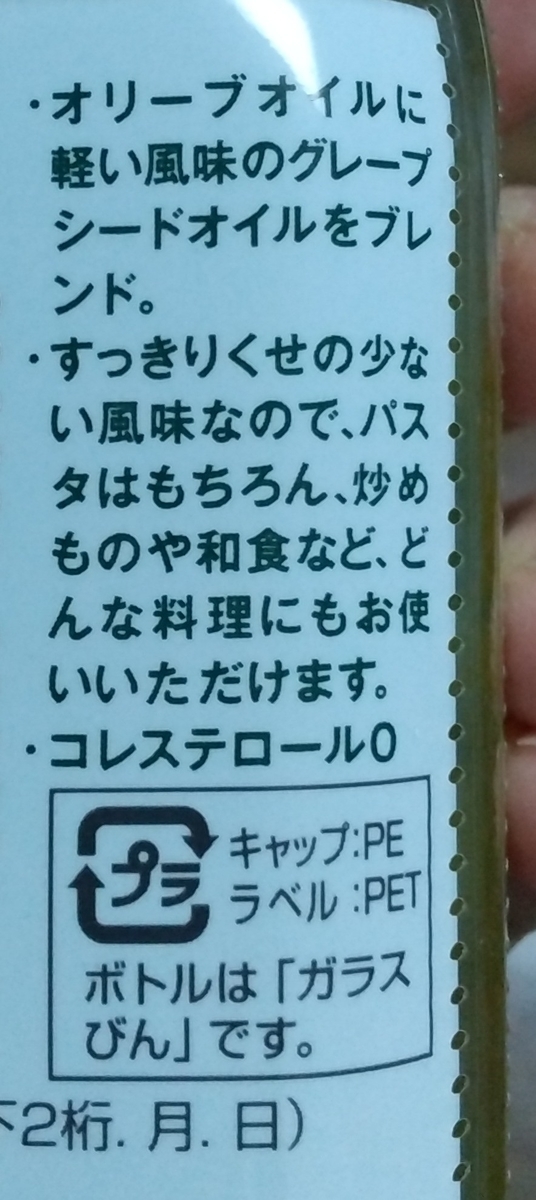 ・オリーブオイルに
軽い風味のグレープ
シードオイルをブレ
ンド。
・すっきりくせの少な
い風味なので、パス
タはもちろん、炒め
ものや和食など、ど
んな料理にもお使
いいただけます。
・コレステロール0
プラ
キャップ:PE
ラベル:PET
ボトルは「ガラス
びん」です。
下2桁. 月. 日)